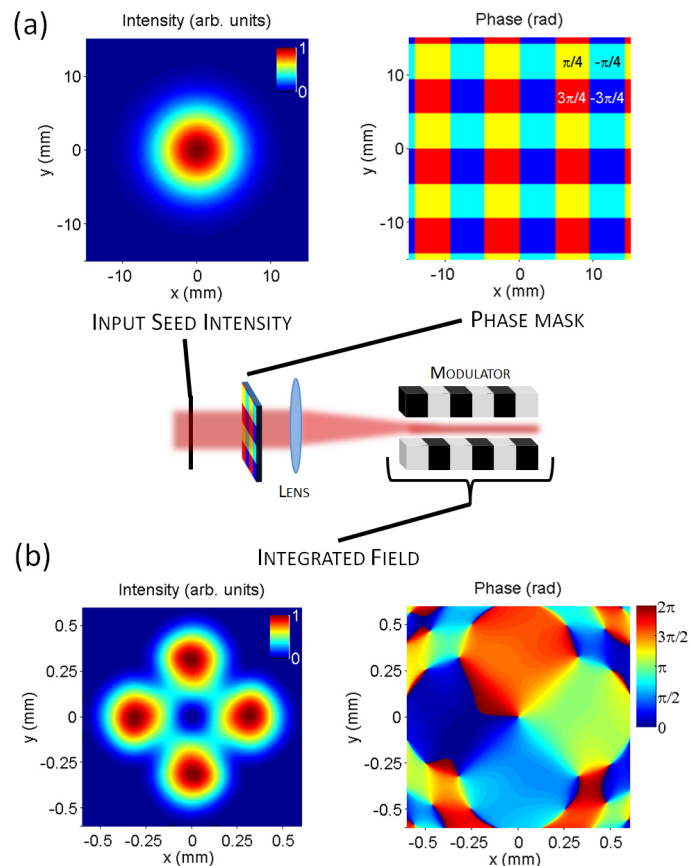 (a)
Intensity (arb. units)
Phase (rad)
15
10
0
-10
y (mm)
1
0
-10 0 10
x (mm)
15
10
0
-10
y (mm)
π/4 -π/4
3π/4 -3π/4
-10 0 10
x (mm)
INPUT SEED INTENSITY
PHASE MASK
MODULATOR
LENS
INTEGRATED FIELD
(b)
Intensity (arb. units)
Phase (rad)
0.5
0.25
0
-0.25
-0.5
y (mm)
1
0
-0.5 -0.25 0 0.25 0.5
x (mm)
0.5
0.25
0
-0.25
-0.5
y (mm)
2π
3π/2
π
π/2
0
-0.5 -0.25 0 0.25 0.5
x (mm)